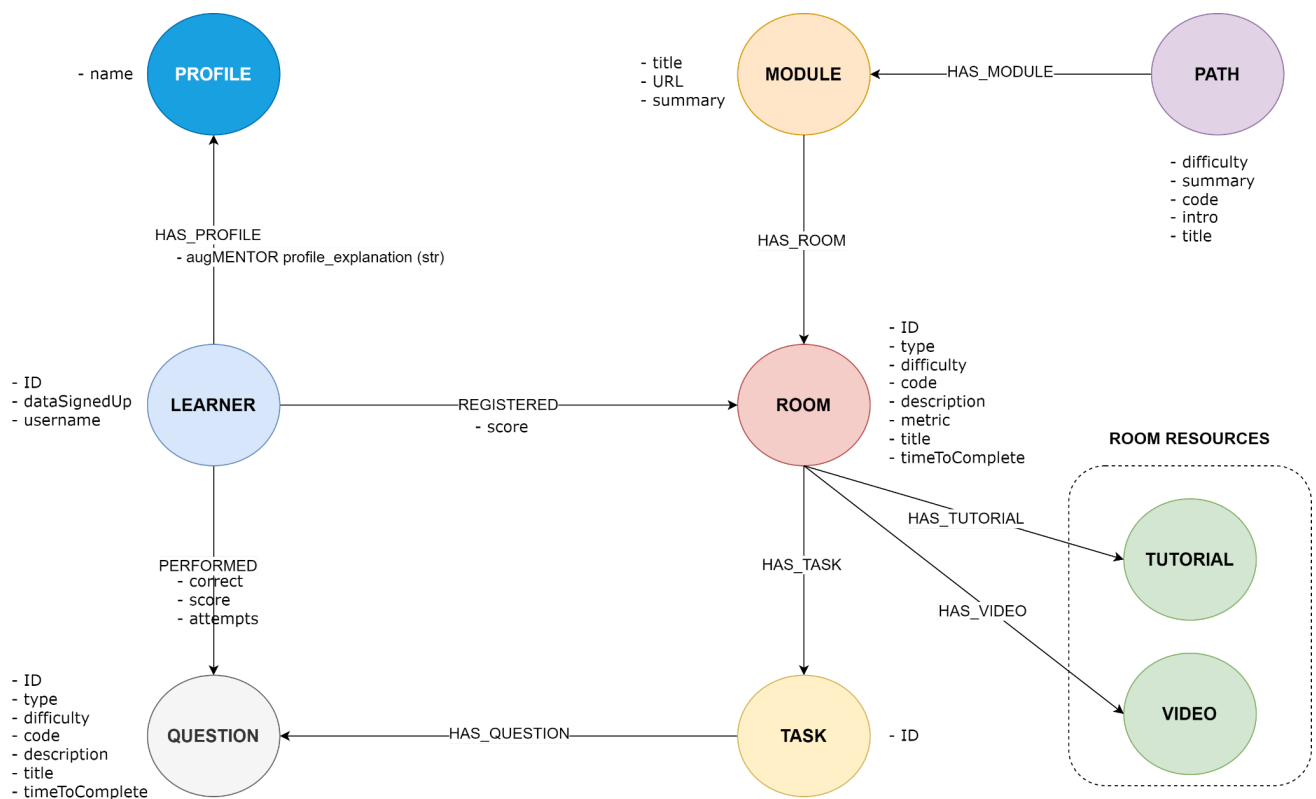 - name
PROFILE
- title
- URL
- summary
MODULE
HAS_MODULE
PATH
- difficulty
- summary
- code
- intro
- title
HAS_PROFILE
- augMENTOR profile_explanation (str)
HAS_ROOM
- ID
- dataSignedUp
- username
LEARNER
REGISTERED
- score
ROOM
- ID
- type
- difficulty
- code
- description
- metric
- title
- timeToComplete
ROOM RESOURCES
HAS_TUTORIAL
TUTORIAL
PERFORMED
- correct
- score
- attempts
HAS_TASK
HAS_VIDEO
VIDEO
- ID
- type
- difficulty
- code
- description
- title
- timeToComplete
QUESTION
HAS_QUESTION
TASK
- ID